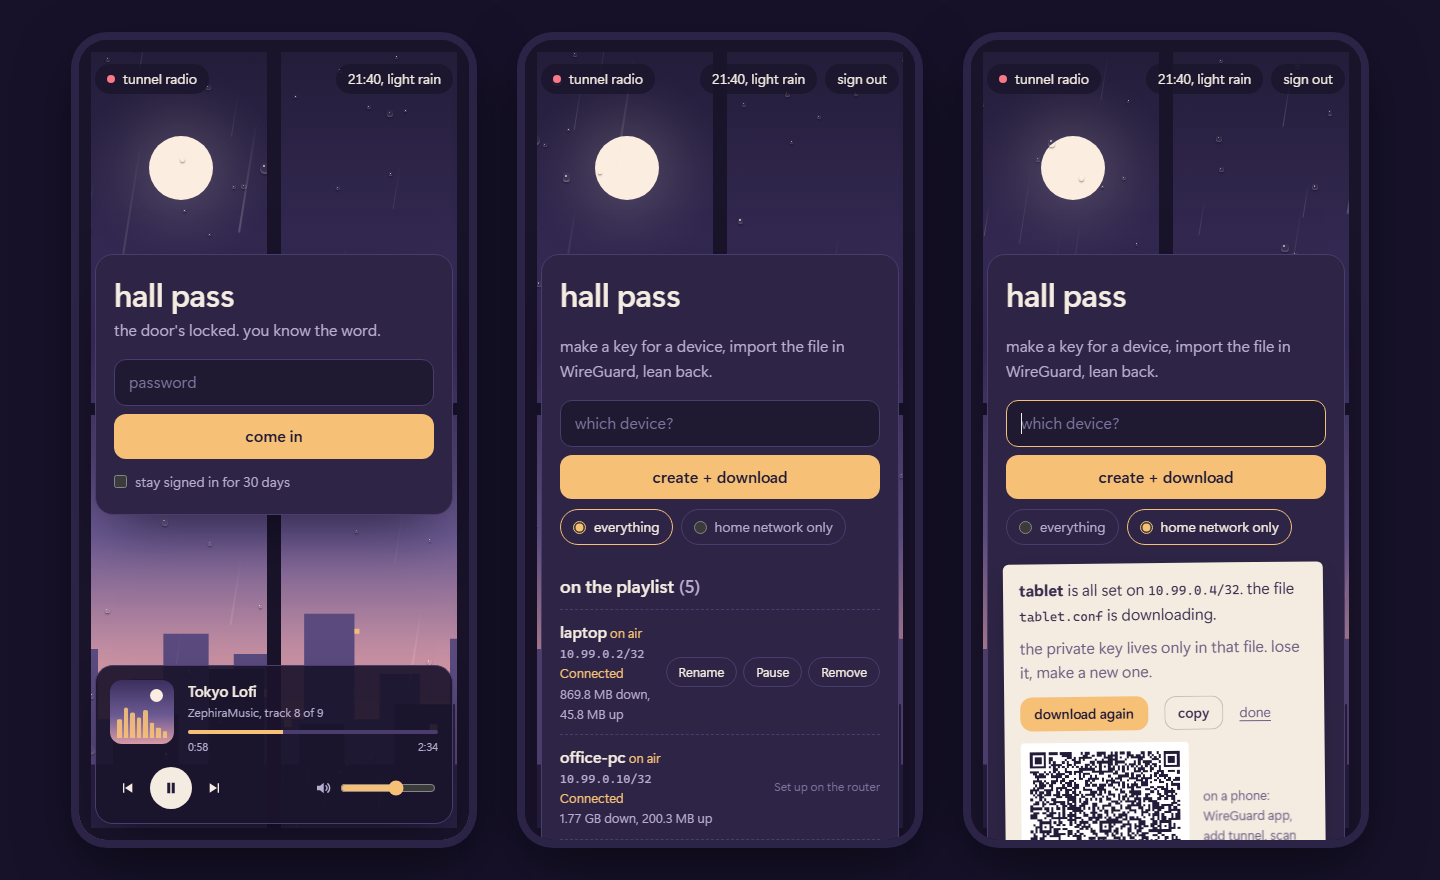 tunnel radio
21:40, light rain
hall pass
the door's locked. you know the word.
password
come in
stay signed in for 30 days
Tokyo Lofi
ZephiraMusic, track 8 of 9
0:58
2:34
tunnel radio
21:40, light rain
sign out
hall pass
make a key for a device, import the file in
WireGuard, lean back.
which device?
create + download
everything
home network only
on the playlist (5)
laptop on air
10.99.0.2/32
Connected
869.8 MB down,
45.8 MB up
Rename
Pause
Remove
office-pc on air
10.99.0.10/32
Connected
1.77 GB down, 200.3 MB up
Set up on the router
tunnel radio
21:40, light rain
sign out
hall pass
make a key for a device, import the file in
WireGuard, lean back.
which device?
create + download
everything
home network only
tablet is all set on 10.99.0.4/32. the file
tablet.conf is downloading.
the private key lives only in that file. lose
it, make a new one.
download again
copy
done
on a phone:
WireGuard app,
add tunnel, scan